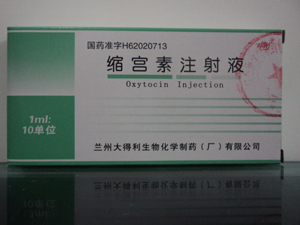 国药准字H62020713
缩宫素注射液
Oxytocin Injection
1ml:
10单位
兰州大得利生物化学制药（厂）有限公司